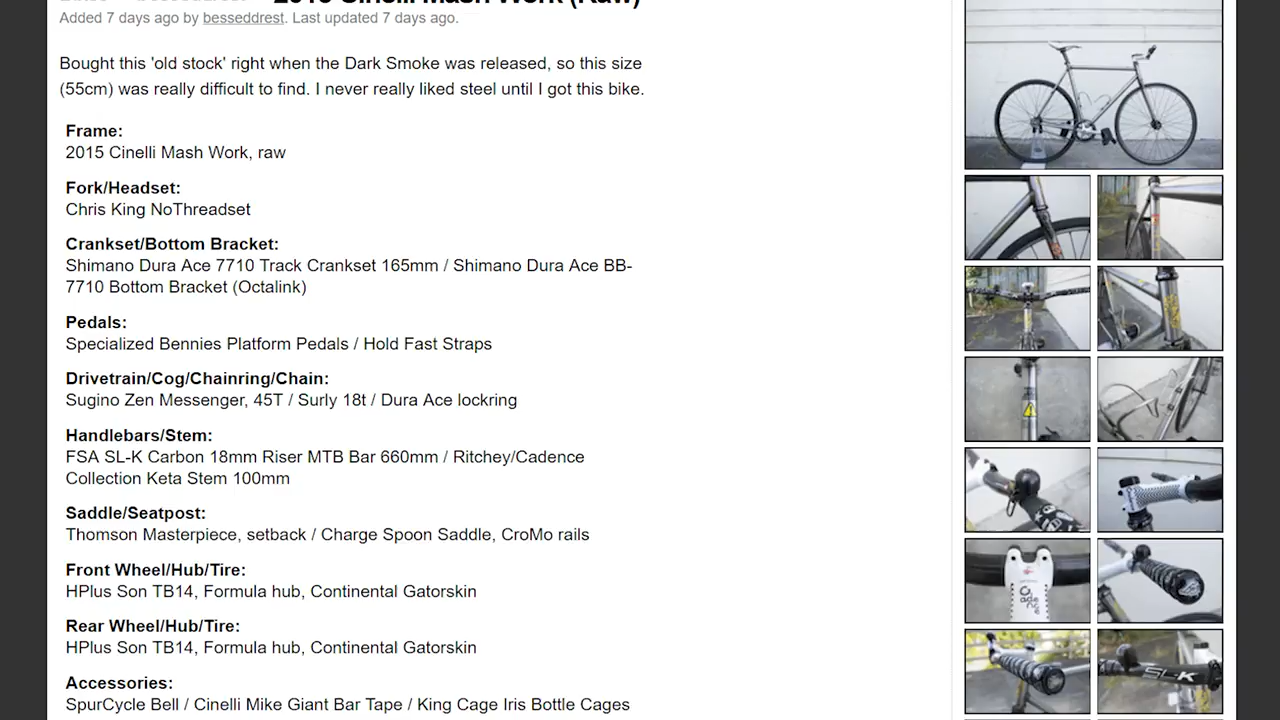 2015 Cinelli Mash Work (Raw)
Added 7 days ago by besseddrest. Last updated 7 days ago.
Bought this 'old stock' right when the Dark Smoke was released, so this size
(55cm) was really difficult to find. I never really liked steel until I got this bike.
Frame:
2015 Cinelli Mash Work, raw
Fork/Headset:
Chris King NoThreadset
Crankset/Bottom Bracket:
Shimano Dura Ace 7710 Track Crankset 165mm / Shimano Dura Ace BB-
7710 Bottom Bracket (Octalink)
Pedals:
Specialized Bennies Platform Pedals / Hold Fast Straps
Drivetrain/Cog/Chainring/Chain:
Sugino Zen Messenger, 45T / Surly 18t / Dura Ace lockring
Handlebars/Stem:
FSA SL-K Carbon 18mm Riser MTB Bar 660mm / Ritchey/Cadence
Collection Keta Stem 100mm
Saddle/Seatpost:
Thomson Masterpiece, setback / Charge Spoon Saddle, CroMo rails
Front Wheel/Hub/Tire:
HPlus Son TB14, Formula hub, Continental Gatorskin
Rear Wheel/Hub/Tire:
HPlus Son TB14, Formula hub, Continental Gatorskin
Accessories:
SpurCycle Bell / Cinelli Mike Giant Bar Tape / King Cage Iris Bottle Cages
Cadence
SL-K